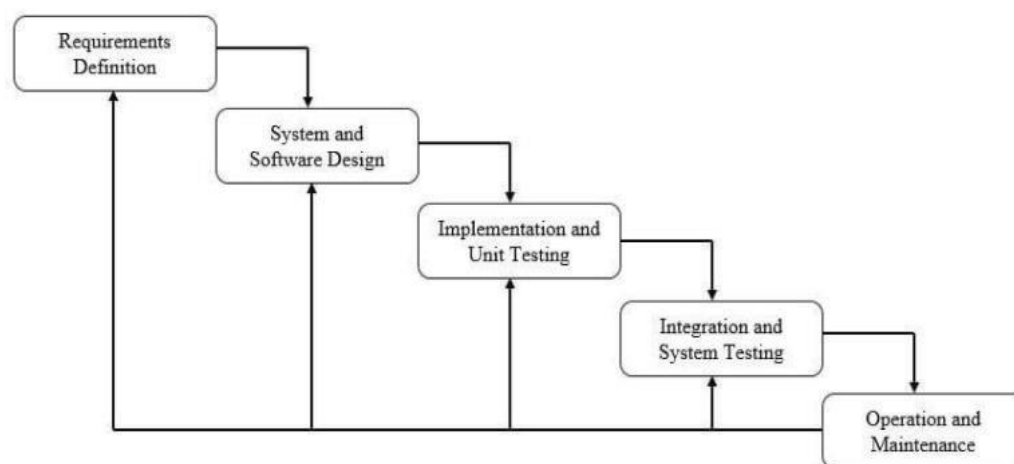 Requirements
Definition
System and
Software Design
Implementation and
Unit Testing
Integration and
System Testing
Operation and
Maintenance